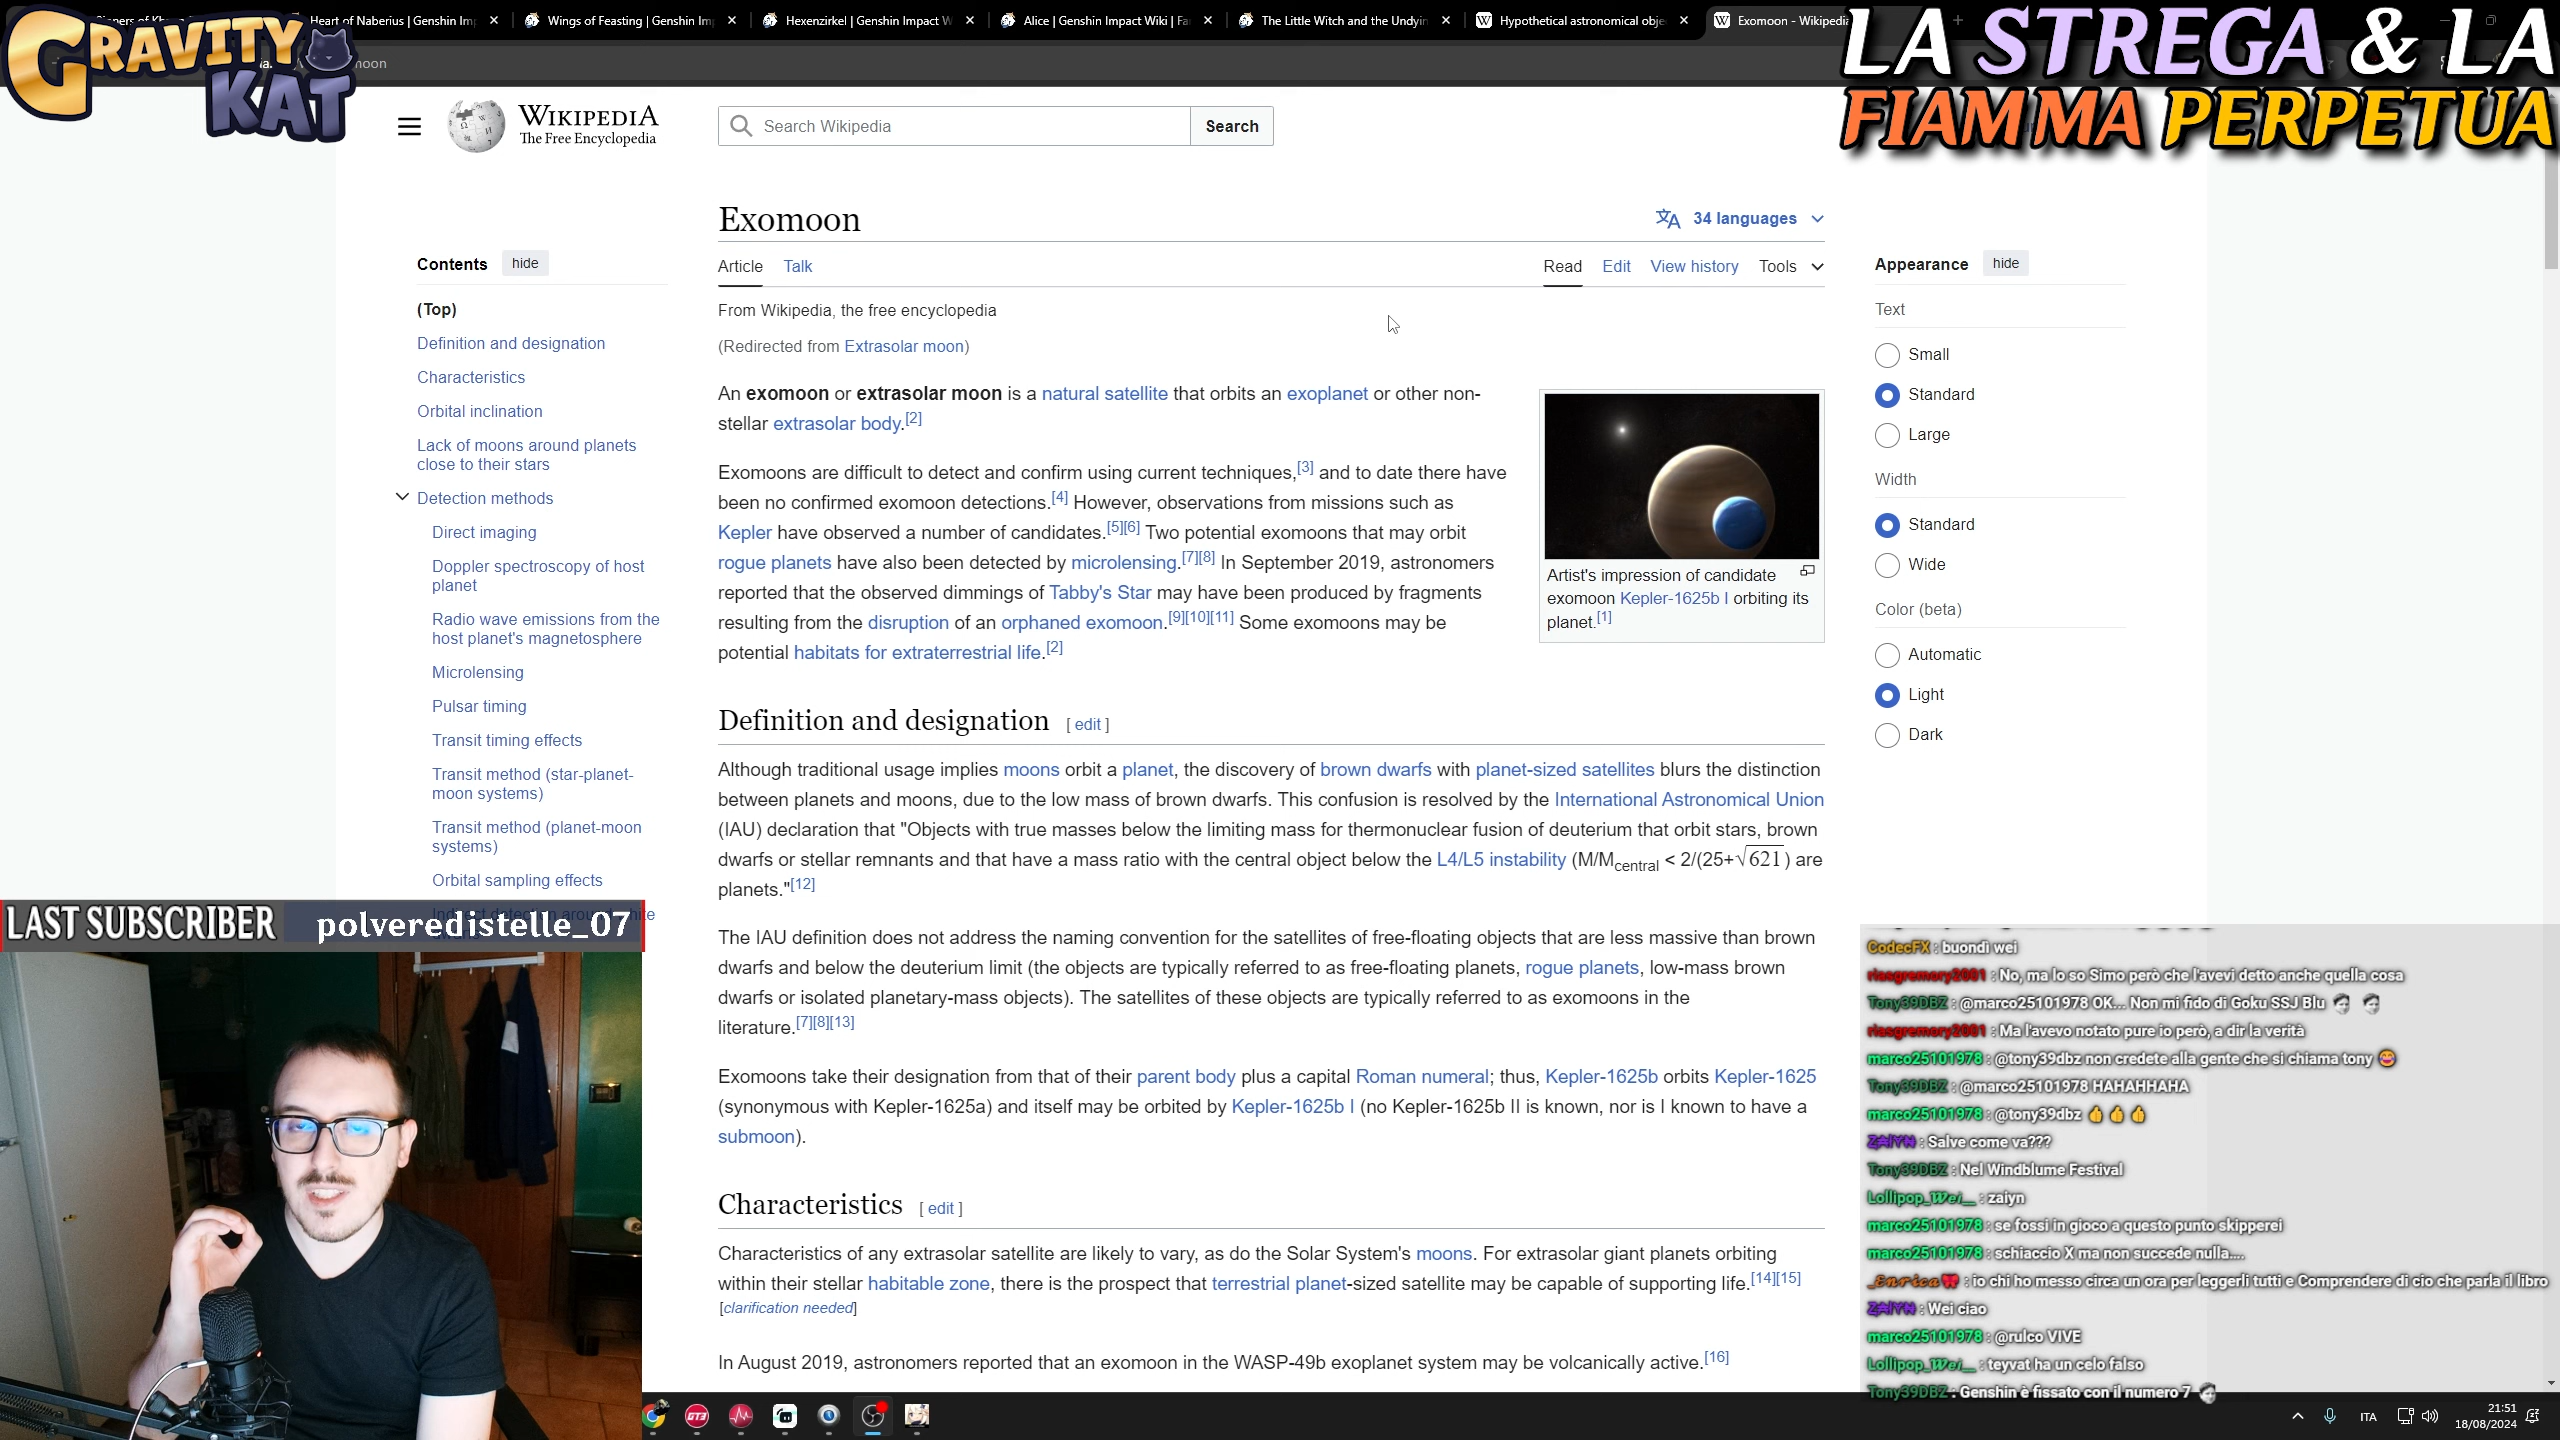 Heart of Naberius | Genshin Imp
Wings of Feasting | Genshin Im
Hexenzirkel | Genshin Impact W
Alice | Genshin Impact Wiki | Fa
The Little Witch and the Undyin
Hypothetical astronomical obje
Exomoon - Wikipedia
GRAVITY
KAT
LA STREGA & LA
FIAMMA PERPETUA
WIKIPEDIA
The Free Encyclopedia
Search Wikipedia
Search
Exomoon
34 languages
Article
Talk
Read
Edit
View history
Tools
From Wikipedia, the free encyclopedia
(Redirected from Extrasolar moon)
Contents
hide
(Top)
Definition and designation
Characteristics
Orbital inclination
Lack of moons around planets
close to their stars
Detection methods
Direct imaging
Doppler spectroscopy of host
planet
Radio wave emissions from the
host planet's magnetosphere
Microlensing
Pulsar timing
Transit timing effects
Transit method (star-planet-
moon systems)
Transit method (planet-moon
systems)
Orbital sampling effects
An exomoon or extrasolar moon is a natural satellite that orbits an exoplanet or other non-
stellar extrasolar body.[2]
Exomoons are difficult to detect and confirm using current techniques,[3] and to date there have
been no confirmed exomoon detections.[4] However, observations from missions such as
Kepler have observed a number of candidates.[5][6] Two potential exomoons that may orbit
rogue planets have also been detected by microlensing.[7][8] In September 2019, astronomers
reported that the observed dimmings of Tabby's Star may have been produced by fragments
resulting from the disruption of an orphaned exomoon.[9][10][11] Some exomoons may be
potential habitats for extraterrestrial life.[2]
Artist's impression of candidate
exomoon Kepler-1625b I orbiting its
planet.[1]
Definition and designation [ edit ]
Although traditional usage implies moons orbit a planet, the discovery of brown dwarfs with planet-sized satellites blurs the distinction
between planets and moons, due to the low mass of brown dwarfs. This confusion is resolved by the International Astronomical Union
(IAU) declaration that "Objects with true masses below the limiting mass for thermonuclear fusion of deuterium that orbit stars, brown
dwarfs or stellar remnants and that have a mass ratio with the central object below the L4/L5 instability (M/Mcentral < 2/(25+√621) are
planets."[12]
The IAU definition does not address the naming convention for the satellites of free-floating objects that are less massive than brown
dwarfs and below the deuterium limit (the objects are typically referred to as free-floating planets, rogue planets, low-mass brown
dwarfs or isolated planetary-mass objects). The satellites of these objects are typically referred to as exomoons in the
literature.[7][8][13]
Exomoons take their designation from that of their parent body plus a capital Roman numeral; thus, Kepler-1625b orbits Kepler-1625
(synonymous with Kepler-1625a) and itself may be orbited by Kepler-1625b I (no Kepler-1625b II is known, nor is I known to have a
submoon).
Characteristics [ edit ]
Characteristics of any extrasolar satellite are likely to vary, as do the Solar System's moons. For extrasolar giant planets orbiting
within their stellar habitable zone, there is the prospect that terrestrial planet-sized satellite may be capable of supporting life.[14][15]
[clarification needed]
In August 2019, astronomers reported that an exomoon in the WASP-49b exoplanet system may be volcanically active.[16]
Appearance
hide
Text
Small
Standard
Large
Width
Standard
Wide
Color (beta)
Automatic
Light
Dark
LAST SUBSCRIBER polveredistelle_07
CodecFX : buondì wei
riasgremory2001 : No, ma lo so Simo però che l'avevi detto anche quella cosa
Tony39DBZ : @marco25101978 OK... Non mi fido di Goku SSJ Blu
riasgremory2001 : Ma l'avevo notato pure io però, a dir la verità
marco25101978 : @tony39dbz non credete alla gente che si chiama tony 😄
Tony39DBZ : @marco25101978 HAHAHHAHA
marco25101978 : @tony39dbz 👍👍👍
: Salve come va???
Tony39DBZ : Nel Windblume Festival
Lollipop_Wei__ : zaiyn
marco25101978 : se fossi in gioco a questo punto skipperei
marco25101978 : schiaccio X ma non succede nulla....
_Enrica : io chi ho messo circa un ora per leggerli tutti e Comprendere di cio che parla il libro
: Wei ciao
marco25101978 : @rulco VIVE
Lollipop_Wei__ : teyvat ha un celo falso
Tony39DBZ : Genshin è fissato con il numero 7
GT3
ITA
21:51
18/08/2024